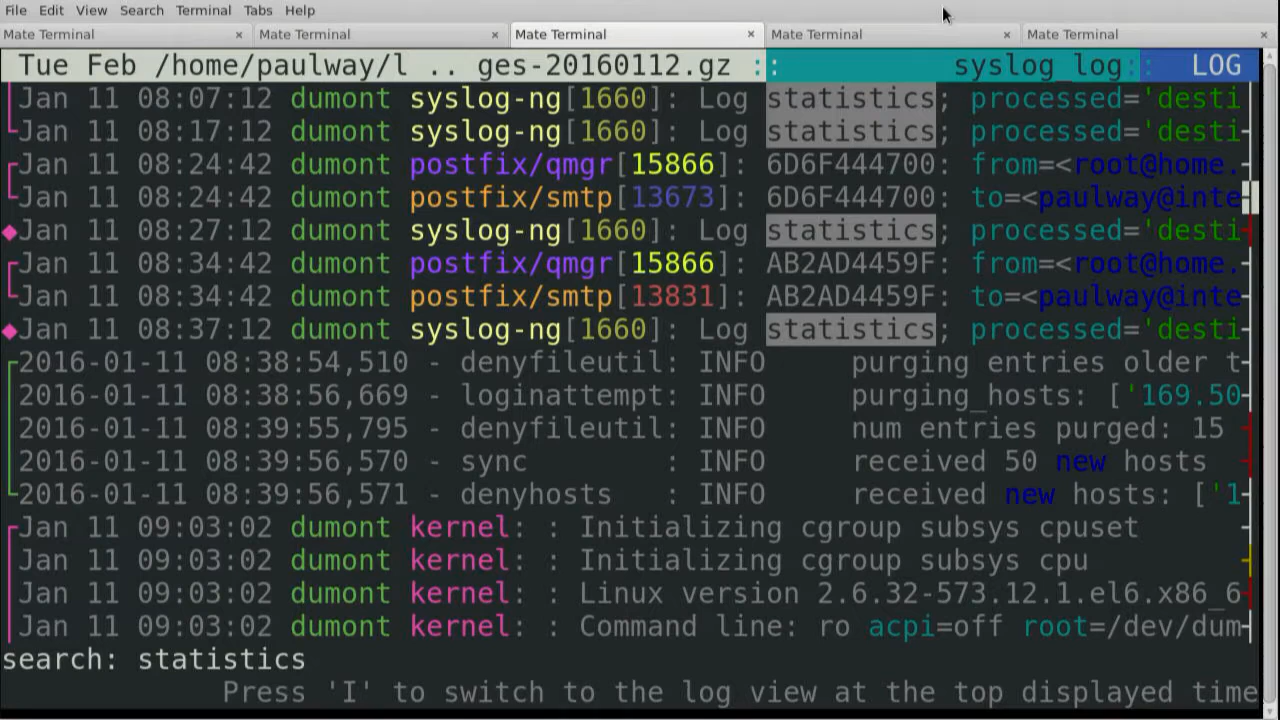 File Edit View Search Terminal Tabs Help
Mate Terminal × Mate Terminal × Mate Terminal × Mate Terminal × Mate Terminal ×
Tue Feb /home/paulway/l .. ges-20160112.gz :: syslog_log:: LOG
Jan 11 08:07:12 dumont syslog-ng[1660]: Log statistics; processed='desti
Jan 11 08:17:12 dumont syslog-ng[1660]: Log statistics; processed='desti
Jan 11 08:24:42 dumont postfix/qmgr[15866]: 6D6F444700: from=<root@home.
Jan 11 08:24:42 dumont postfix/smtp[13673]: 6D6F444700: to=<paulway@inte
Jan 11 08:27:12 dumont syslog-ng[1660]: Log statistics; processed='desti
Jan 11 08:34:42 dumont postfix/qmgr[15866]: AB2AD4459F: from=<root@home.
Jan 11 08:34:42 dumont postfix/smtp[13831]: AB2AD4459F: to=<paulway@inte
Jan 11 08:37:12 dumont syslog-ng[1660]: Log statistics; processed='desti
2016-01-11 08:38:54,510 - denyfileutil: INFO purging entries older t
2016-01-11 08:38:56,669 - loginattempt: INFO purging_hosts: ['169.50
2016-01-11 08:39:55,795 - denyfileutil: INFO num entries purged: 15
2016-01-11 08:39:56,570 - sync : INFO received 50 new hosts
2016-01-11 08:39:56,571 - denyhosts : INFO received new hosts: ['1
Jan 11 09:03:02 dumont kernel: : Initializing cgroup subsys cpuset
Jan 11 09:03:02 dumont kernel: : Initializing cgroup subsys cpu
Jan 11 09:03:02 dumont kernel: : Linux version 2.6.32-573.12.1.el6.x86_6
Jan 11 09:03:02 dumont kernel: : Command line: ro acpi=off root=/dev/dum
search: statistics
Press 'I' to switch to the log view at the top displayed time